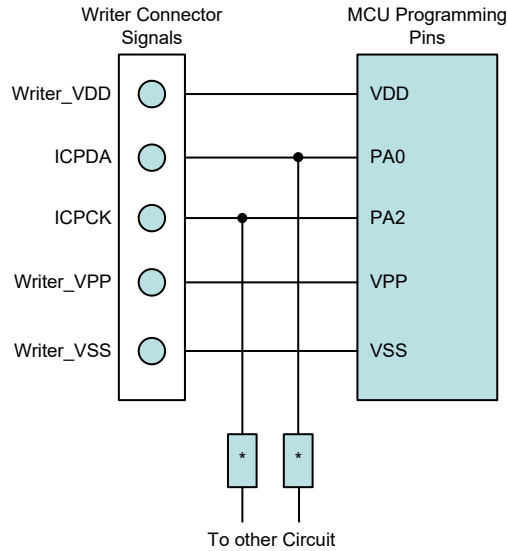 Writer Connector
Signals
MCU Programming
Pins
Writer_VDD
VDD
ICPDA
PA0
ICPCK
PA2
Writer_VPP
VPP
Writer_VSS
VSS
*
*
To other Circuit